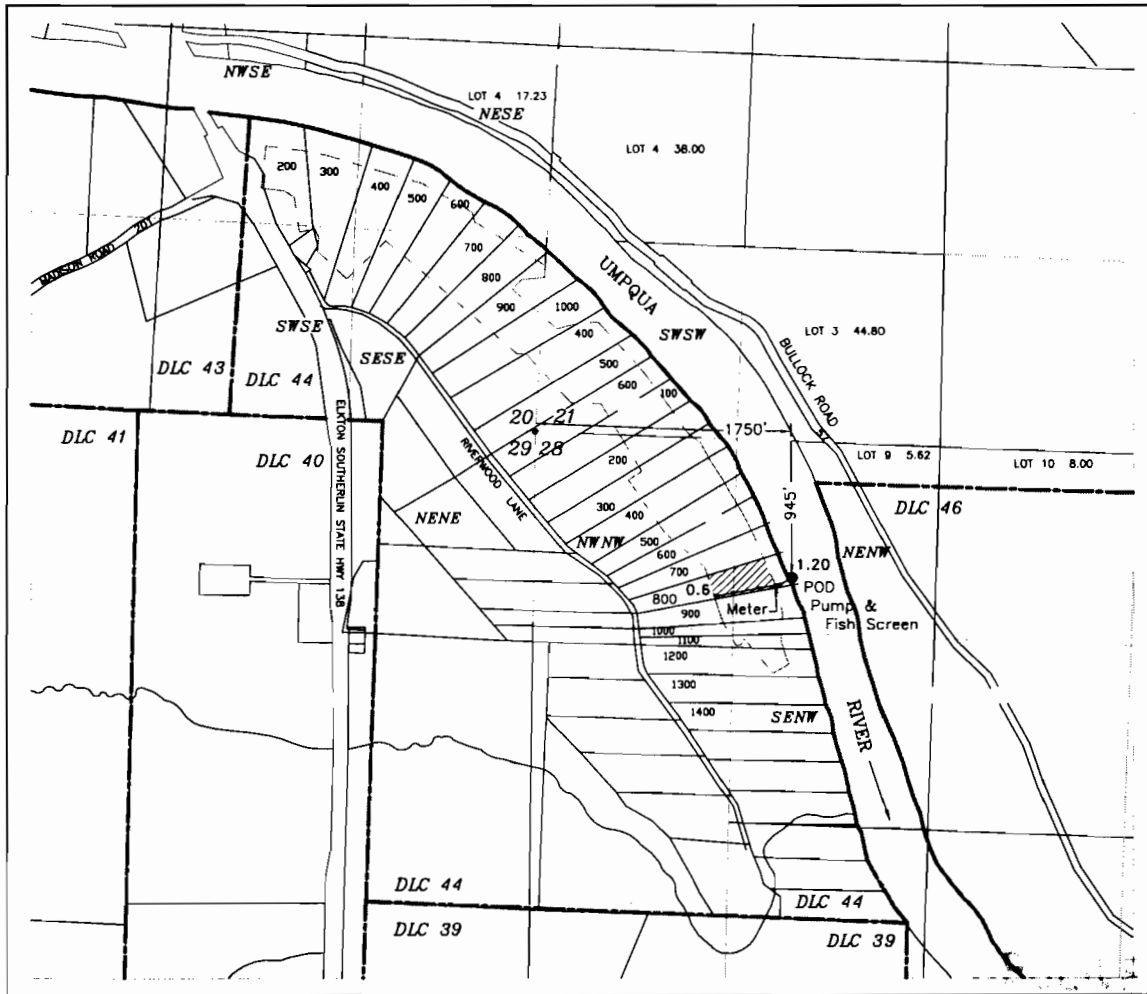 NWSE
LOT 4 17.23
NESE
LOT 4 38.00
200
300
400
500
600
700
800
900
1000
400
500
600
100
MADISON ROAD 201
UMPQUA
SWSW
LOT 3 44.80
BULLOCK ROAD
57
SWSE
SESE
DLC 43
DLC 44
DLC 41
DLC 40
ELKTON SOUTHERLIN STATE HWY 138
RIVERWOOD LANE
20 21
29 28
1750'
945'
LOT 9 5.62
LOT 10 8.00
DLC 46
NENW
NENE
200
300
400
500
600
700
NWNW
800
0.6
900
1000
1100
1200
1300
1400
Meter
1.20
POD
Pump &
Fish Screen
SENW
RIVER
DLC 44
DLC 39
DLC 44
DLC 39